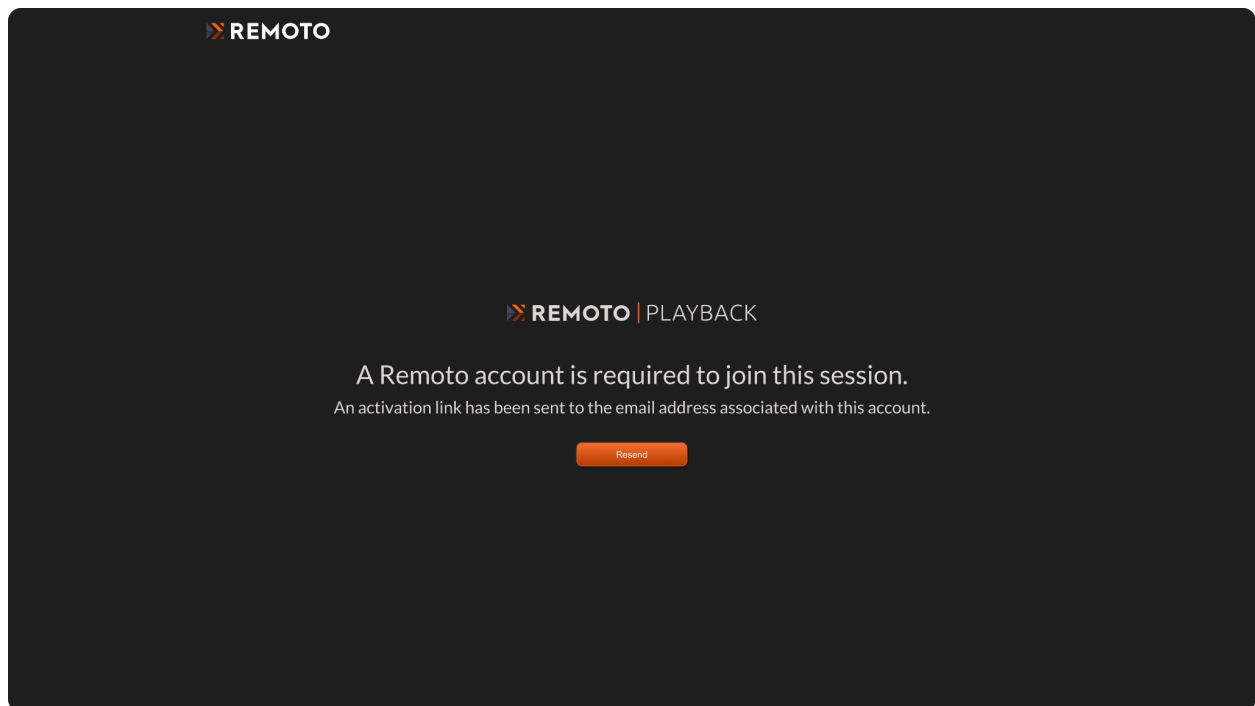 REMOTO
REMOTO | PLAYBACK
A Remoto account is required to join this session.
An activation link has been sent to the email address associated with this account.
Resend